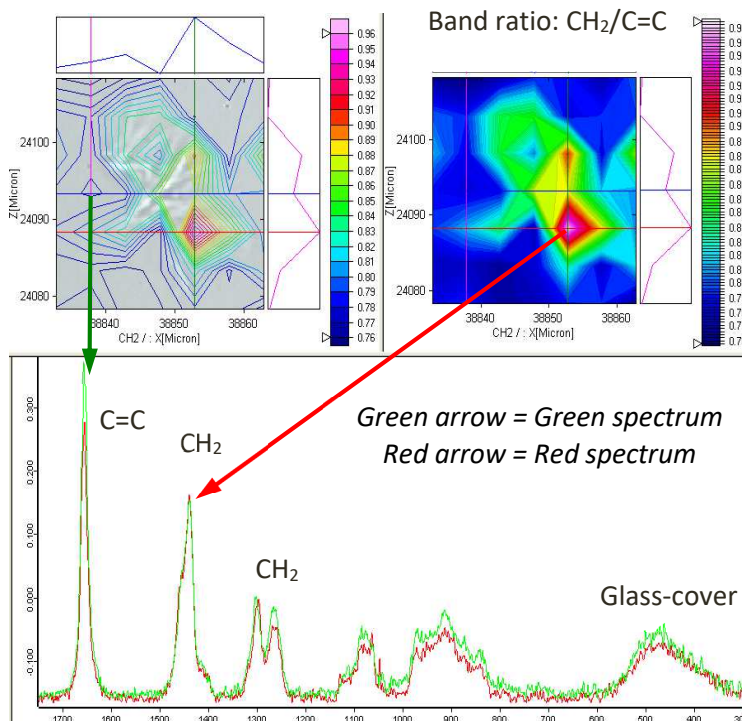 Band ratio: CH₂/C=C
0.96
0.95
0.94
0.93
0.92
0.91
0.90
0.89
0.88
0.87
0.86
0.85
0.84
0.83
0.82
0.81
0.80
0.79
0.78
0.77
0.76
Z[Micron]
24100
24090
24080
38840 38850 38860
CH2 / : X[Micron]
Z[Micron]
24100
24090
24080
38840 38850 38860
CH2 / : X[Micron]
C=C
CH₂
CH₂
Glass-cover
Green arrow = Green spectrum
Red arrow = Red spectrum
0.300
0.200
0.100
0.000
0.100
1700 1600 1500 1400 1300 1200 1100 1000 900 800 700 600 500 400